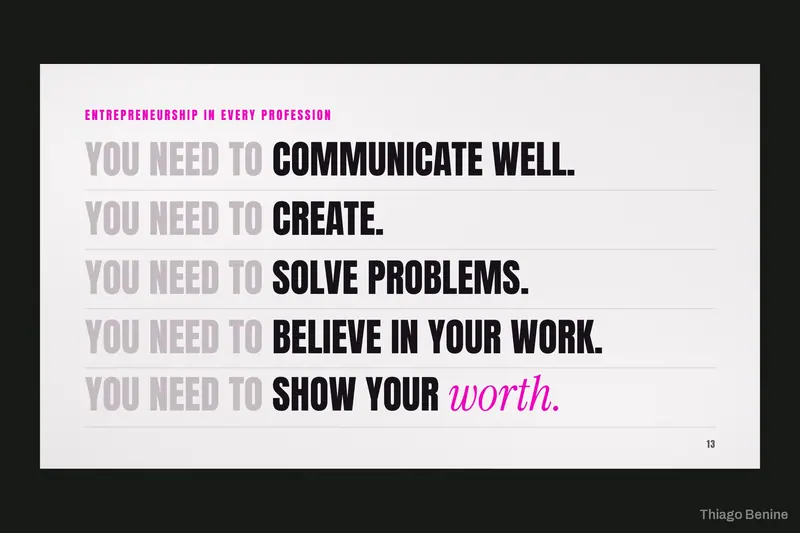 ENTREPRENEURSHIP IN EVERY PROFESSION
YOU NEED TO COMMUNICATE WELL.
YOU NEED TO CREATE.
YOU NEED TO SOLVE PROBLEMS.
YOU NEED TO BELIEVE IN YOUR WORK.
YOU NEED TO SHOW YOUR worth.
13
Thiago Benine